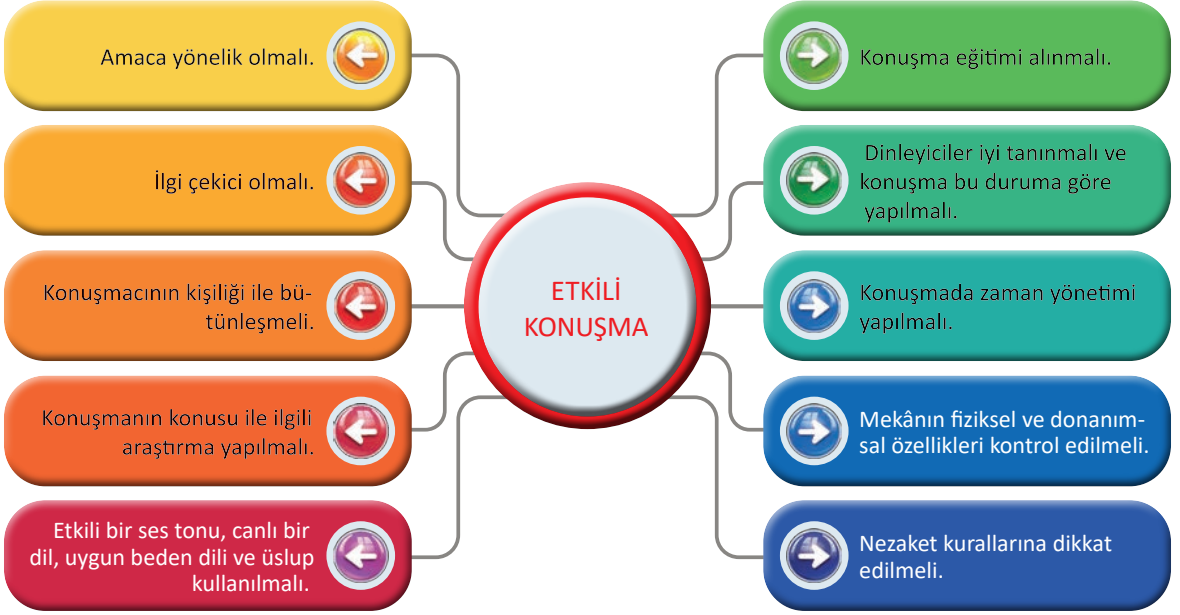 Amaca yönelik olmalı.
İlgi çekici olmalı.
Konuşmacının kişiliği ile bü-
tünleşmeli.
Konuşmanın konusu ile ilgili
araştırma yapılmalı.
Etkili bir ses tonu, canlı bir
dil, uygun beden dili ve üslup
kullanılmalı.
ETKİLİ
KONUŞMA
Konuşma eğitimi alınmalı.
Dinleyiciler iyi tanınmalı ve
konuşma bu duruma göre
yapılmalı.
Konuşmada zaman yönetimi
yapılmalı.
Mekânın fiziksel ve donanım-
sal özellikleri kontrol edilmeli.
Nezaket kurallarına dikkat
edilmeli.